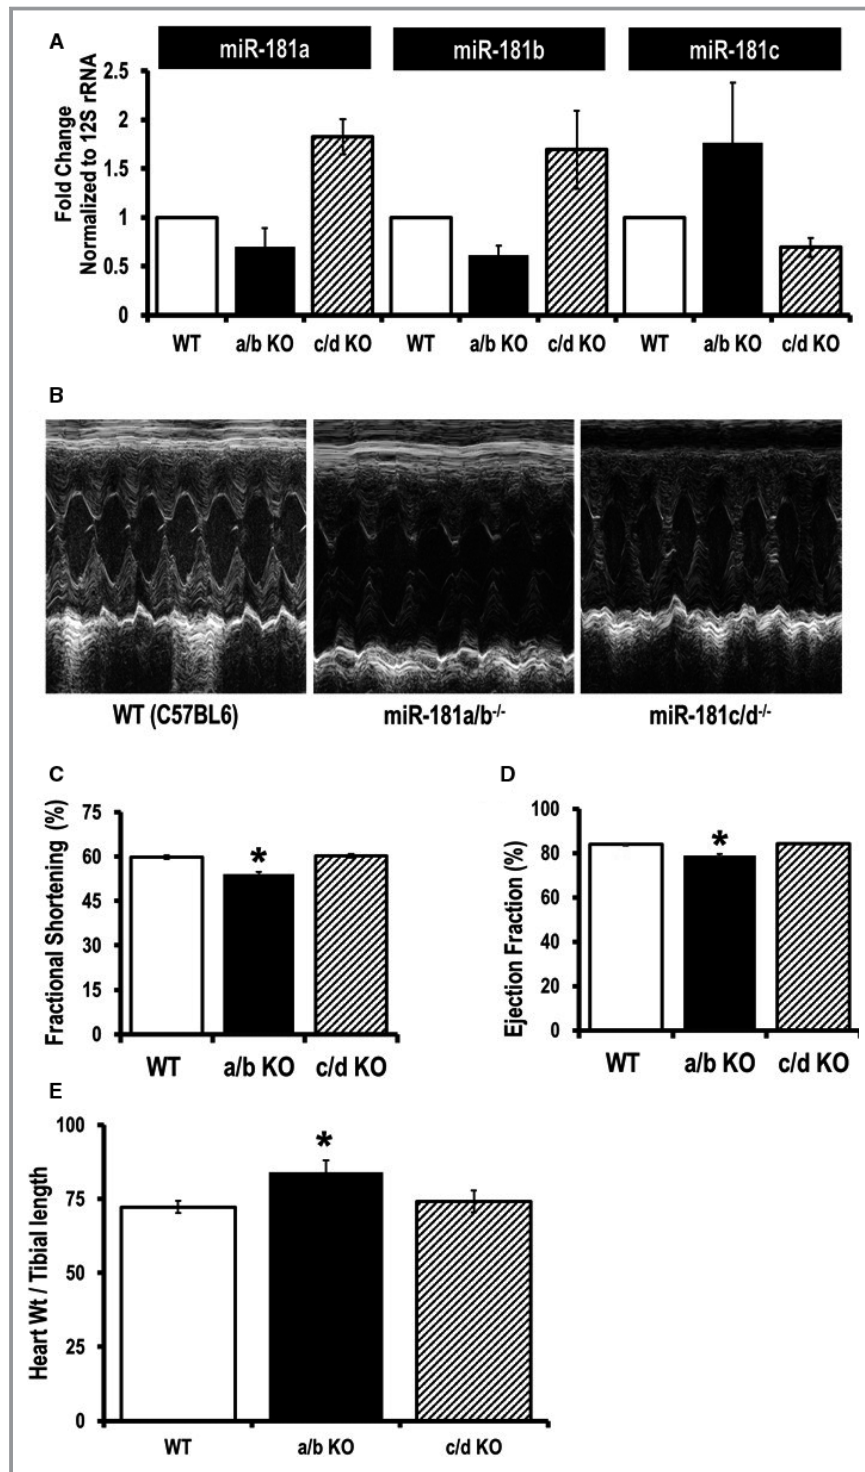 A
miR-181a miR-181b miR-181c
Fold Change
Normalized to 12S rRNA
2.5
2
1.5
1
0.5
0
WT a/b KO c/d KO WT a/b KO c/d KO WT a/b KO c/d KO
B
WT (C57BL6) miR-181a/b-/- miR-181c/d-/-
C
Fractional Shortening (%)
75
60
45
30
15
0
*
WT a/b KO c/d KO
D
Ejection Fraction (%)
100
80
60
40
20
0
*
WT a/b KO c/d KO
E
Heart Wt / Tibial length
100
75
50
25
0
*
WT a/b KO c/d KO